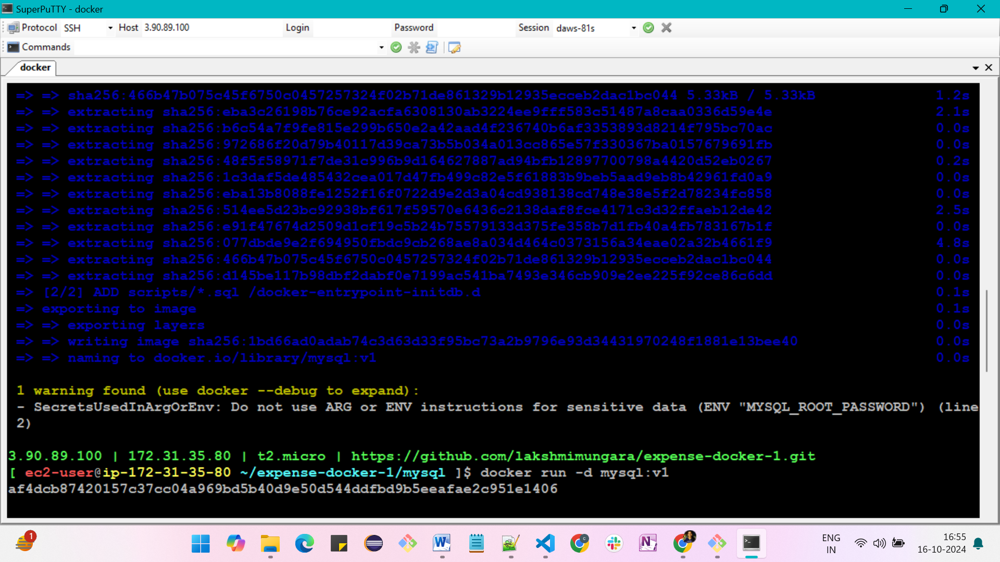 SuperPuTTY - docker
Protocol SSH Host 3.90.89.100 Login Password Session daws-81s
Commands
docker
=> => sha256:466b47b075c45f6750c0457257324f02b71de861329b12935ecceb2dac1bc044 5.33kB / 5.33kB 1.2s
=> => extracting sha256:eba3c26198b76ce92acfa6308130ab3224ee9fff583c51487a8caa0336d59e4e 2.1s
=> => extracting sha256:b6c54a7f9fe815e299b650e2a42aad4f236740b6af3353893d8214f795bc70ac 0.0s
=> => extracting sha256:972686f20d79b40117d39ca73b5b034a013cc865e57f330367ba0157679691fb 0.0s
=> => extracting sha256:48f5f58971f7de31c996b9d164627887ad94bfb12897700798a4420d52eb0267 0.2s
=> => extracting sha256:1c3daf5de485432cea017d47fb499c82e5f61883b9beb5aad9eb8b42961fd0a9 0.0s
=> => extracting sha256:eba13b8088fe1252f16f0722d9e2d3a04cd938138cd748e38e5f2d78234fc858 0.0s
=> => extracting sha256:514ee5d23bc92938bf617f59570e6436c2138daf8fce4171c3d32ffaeb12de42 2.5s
=> => extracting sha256:e91f47674d2509d1cf19c5b24b75579133d375fe358b7d1fb40a4fb783167b1f 0.0s
=> => extracting sha256:077dbde9e2f694950fbdc9cb268ae8a034d464c0373156a34eae02a32b4661f9 4.8s
=> => extracting sha256:466b47b075c45f6750c0457257324f02b71de861329b12935ecceb2dac1bc044 0.0s
=> => extracting sha256:d145be117b98dbf2dabf0e7199ac541ba7493e346cb909e2ee225f92ce86c6dd 0.0s
=> [2/2] ADD scripts/*.sql /docker-entrypoint-initdb.d 0.1s
=> exporting to image 0.1s
=> => exporting layers 0.0s
=> => writing image sha256:1bd66ad0adab74c3d63d33f95bc73a2b9796e93d34431970248f1881e13bee40 0.0s
=> => naming to docker.io/library/mysql:v1 0.0s
1 warning found (use docker --debug to expand):
- SecretsUsedInArgOrEnv: Do not use ARG or ENV instructions for sensitive data (ENV "MYSQL_ROOT_PASSWORD") (line
2)
3.90.89.100 | 172.31.35.80 | t2.micro | https://github.com/lakshmimungara/expense-docker-1.git
[ ec2-user@ip-172-31-35-80 ~/expense-docker-1/mysql ]$ docker run -d mysql:v1
af4dcb87420157c37cc04a969bd5b40d9e50d544ddfbd9b5eeafae2c951e1406
1
ENG
IN
16:55
16-10-2024